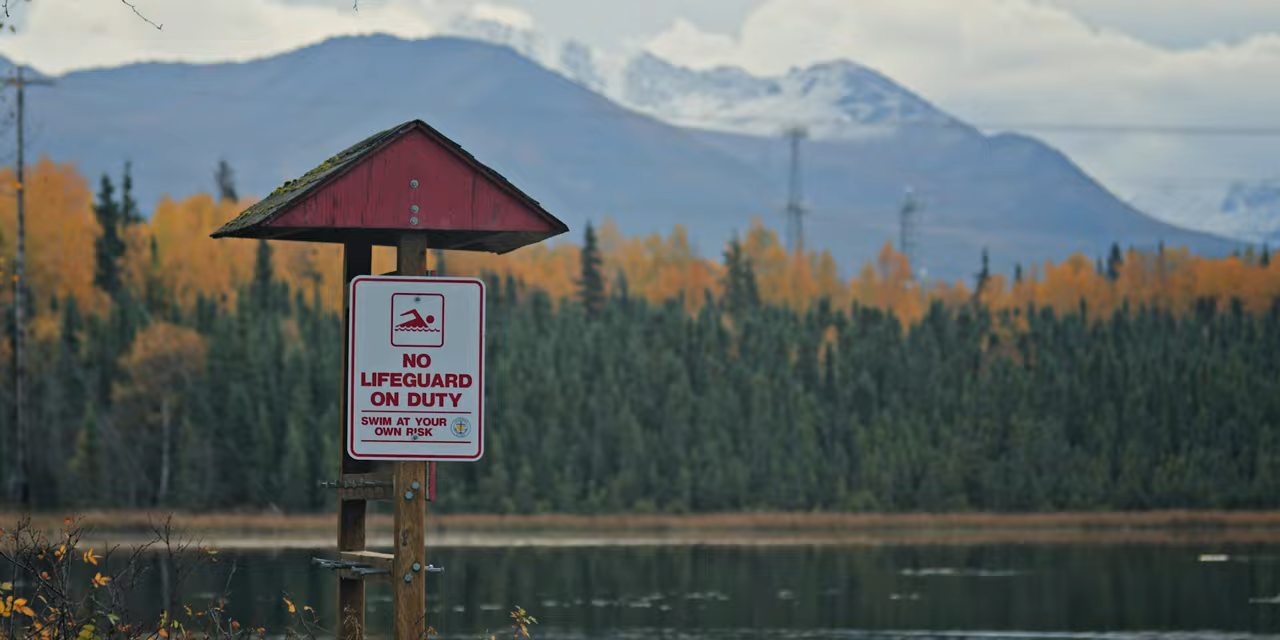 NO
LIFEGUARD
ON DUTY
SWIM AT YOUR
OWN RISK